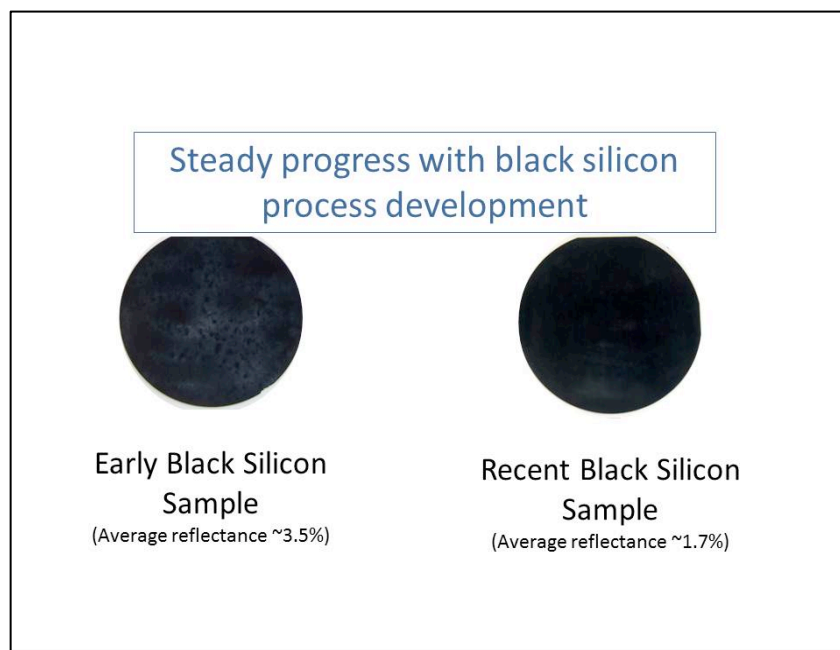 Steady progress with black silicon
process development
Early Black Silicon
Sample
(Average reflectance ~3.5%)
Recent Black Silicon
Sample
(Average reflectance ~1.7%)